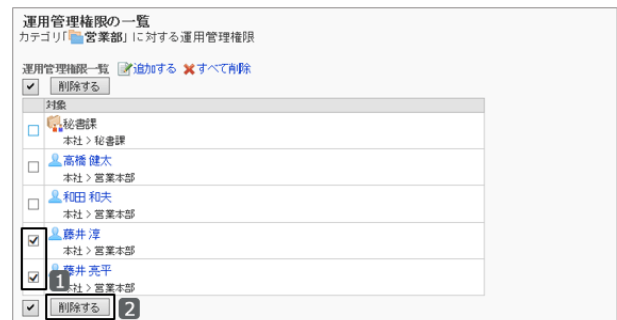 運用管理権限の一覧
カテゴリ「営業部」に対する運用管理権限
運用管理権限一覧 追加する すべて削除
削除する
対象
秘書課
本社 > 秘書課
高橋 健太
本社 > 営業本部
和田 和夫
本社 > 営業本部
藤井 淳
本社 > 営業本部
藤井 亮平
1
本社 > 営業本部
削除する 2